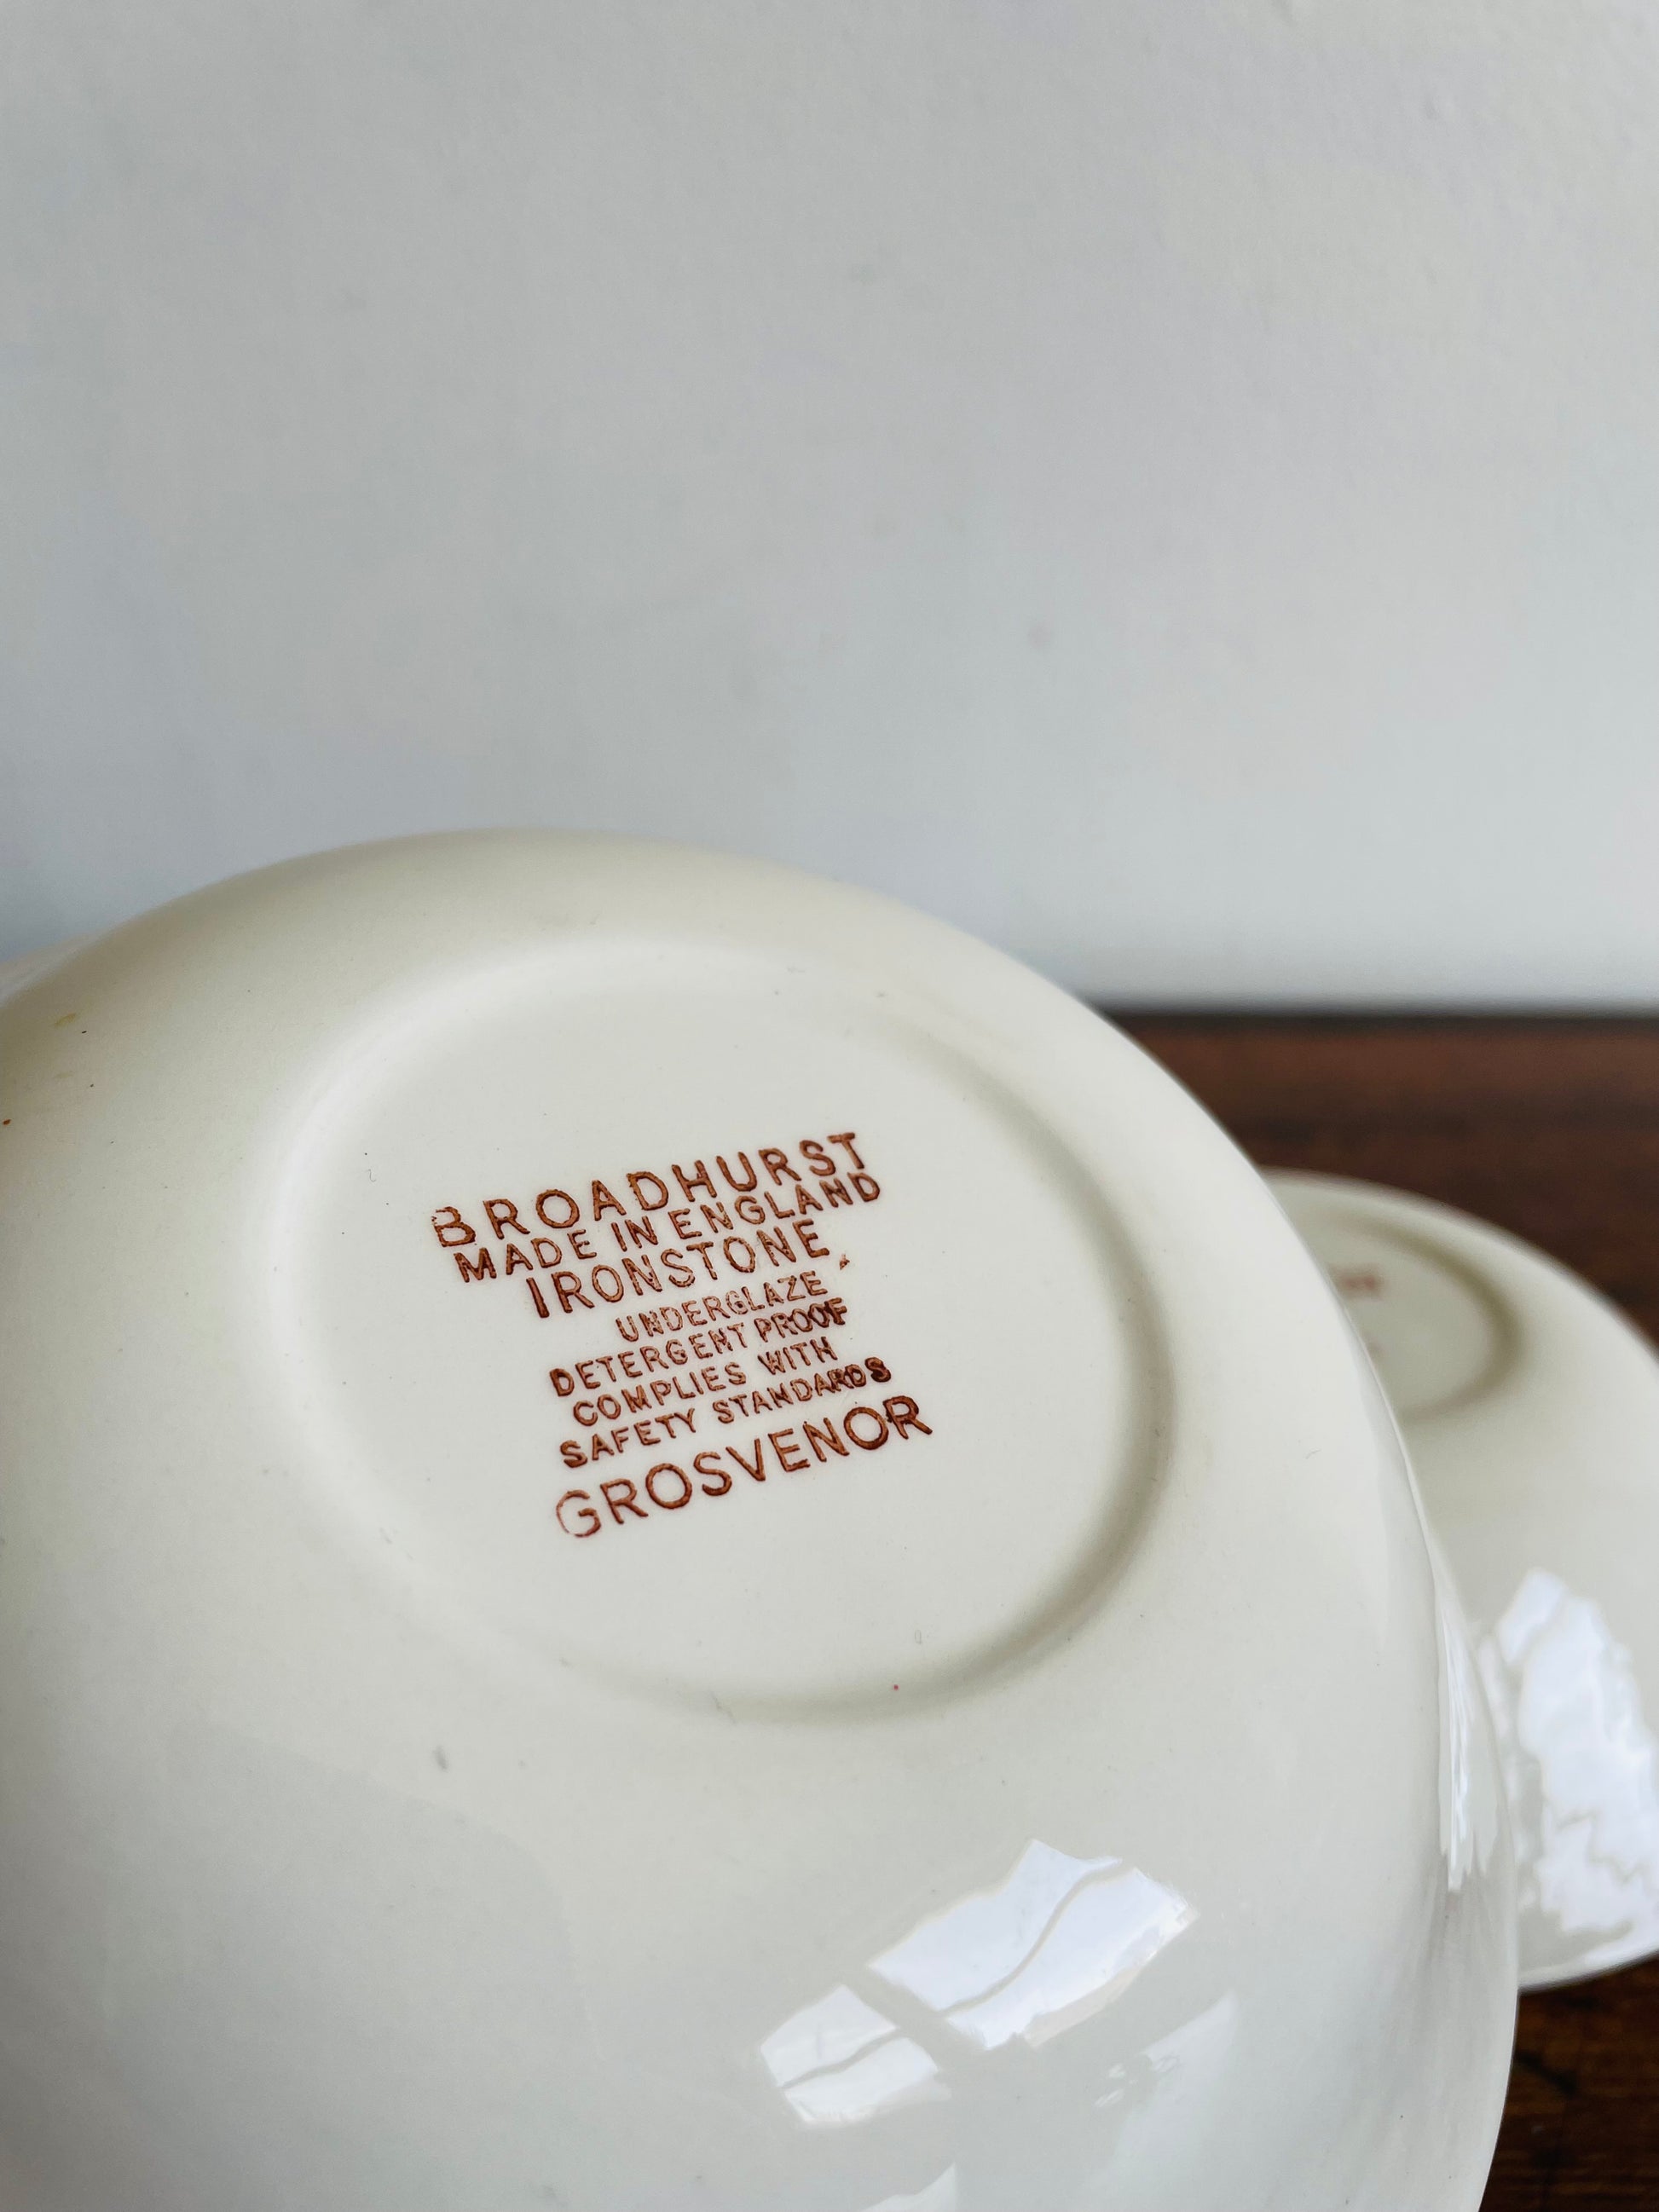 BROADHURST
MADE IN ENGLAND
IRONSTONE
UNDERGLAZE
DETERGENT PROOF
COMPLIES WITH
SAFETY STANDARDS
GROSVENOR